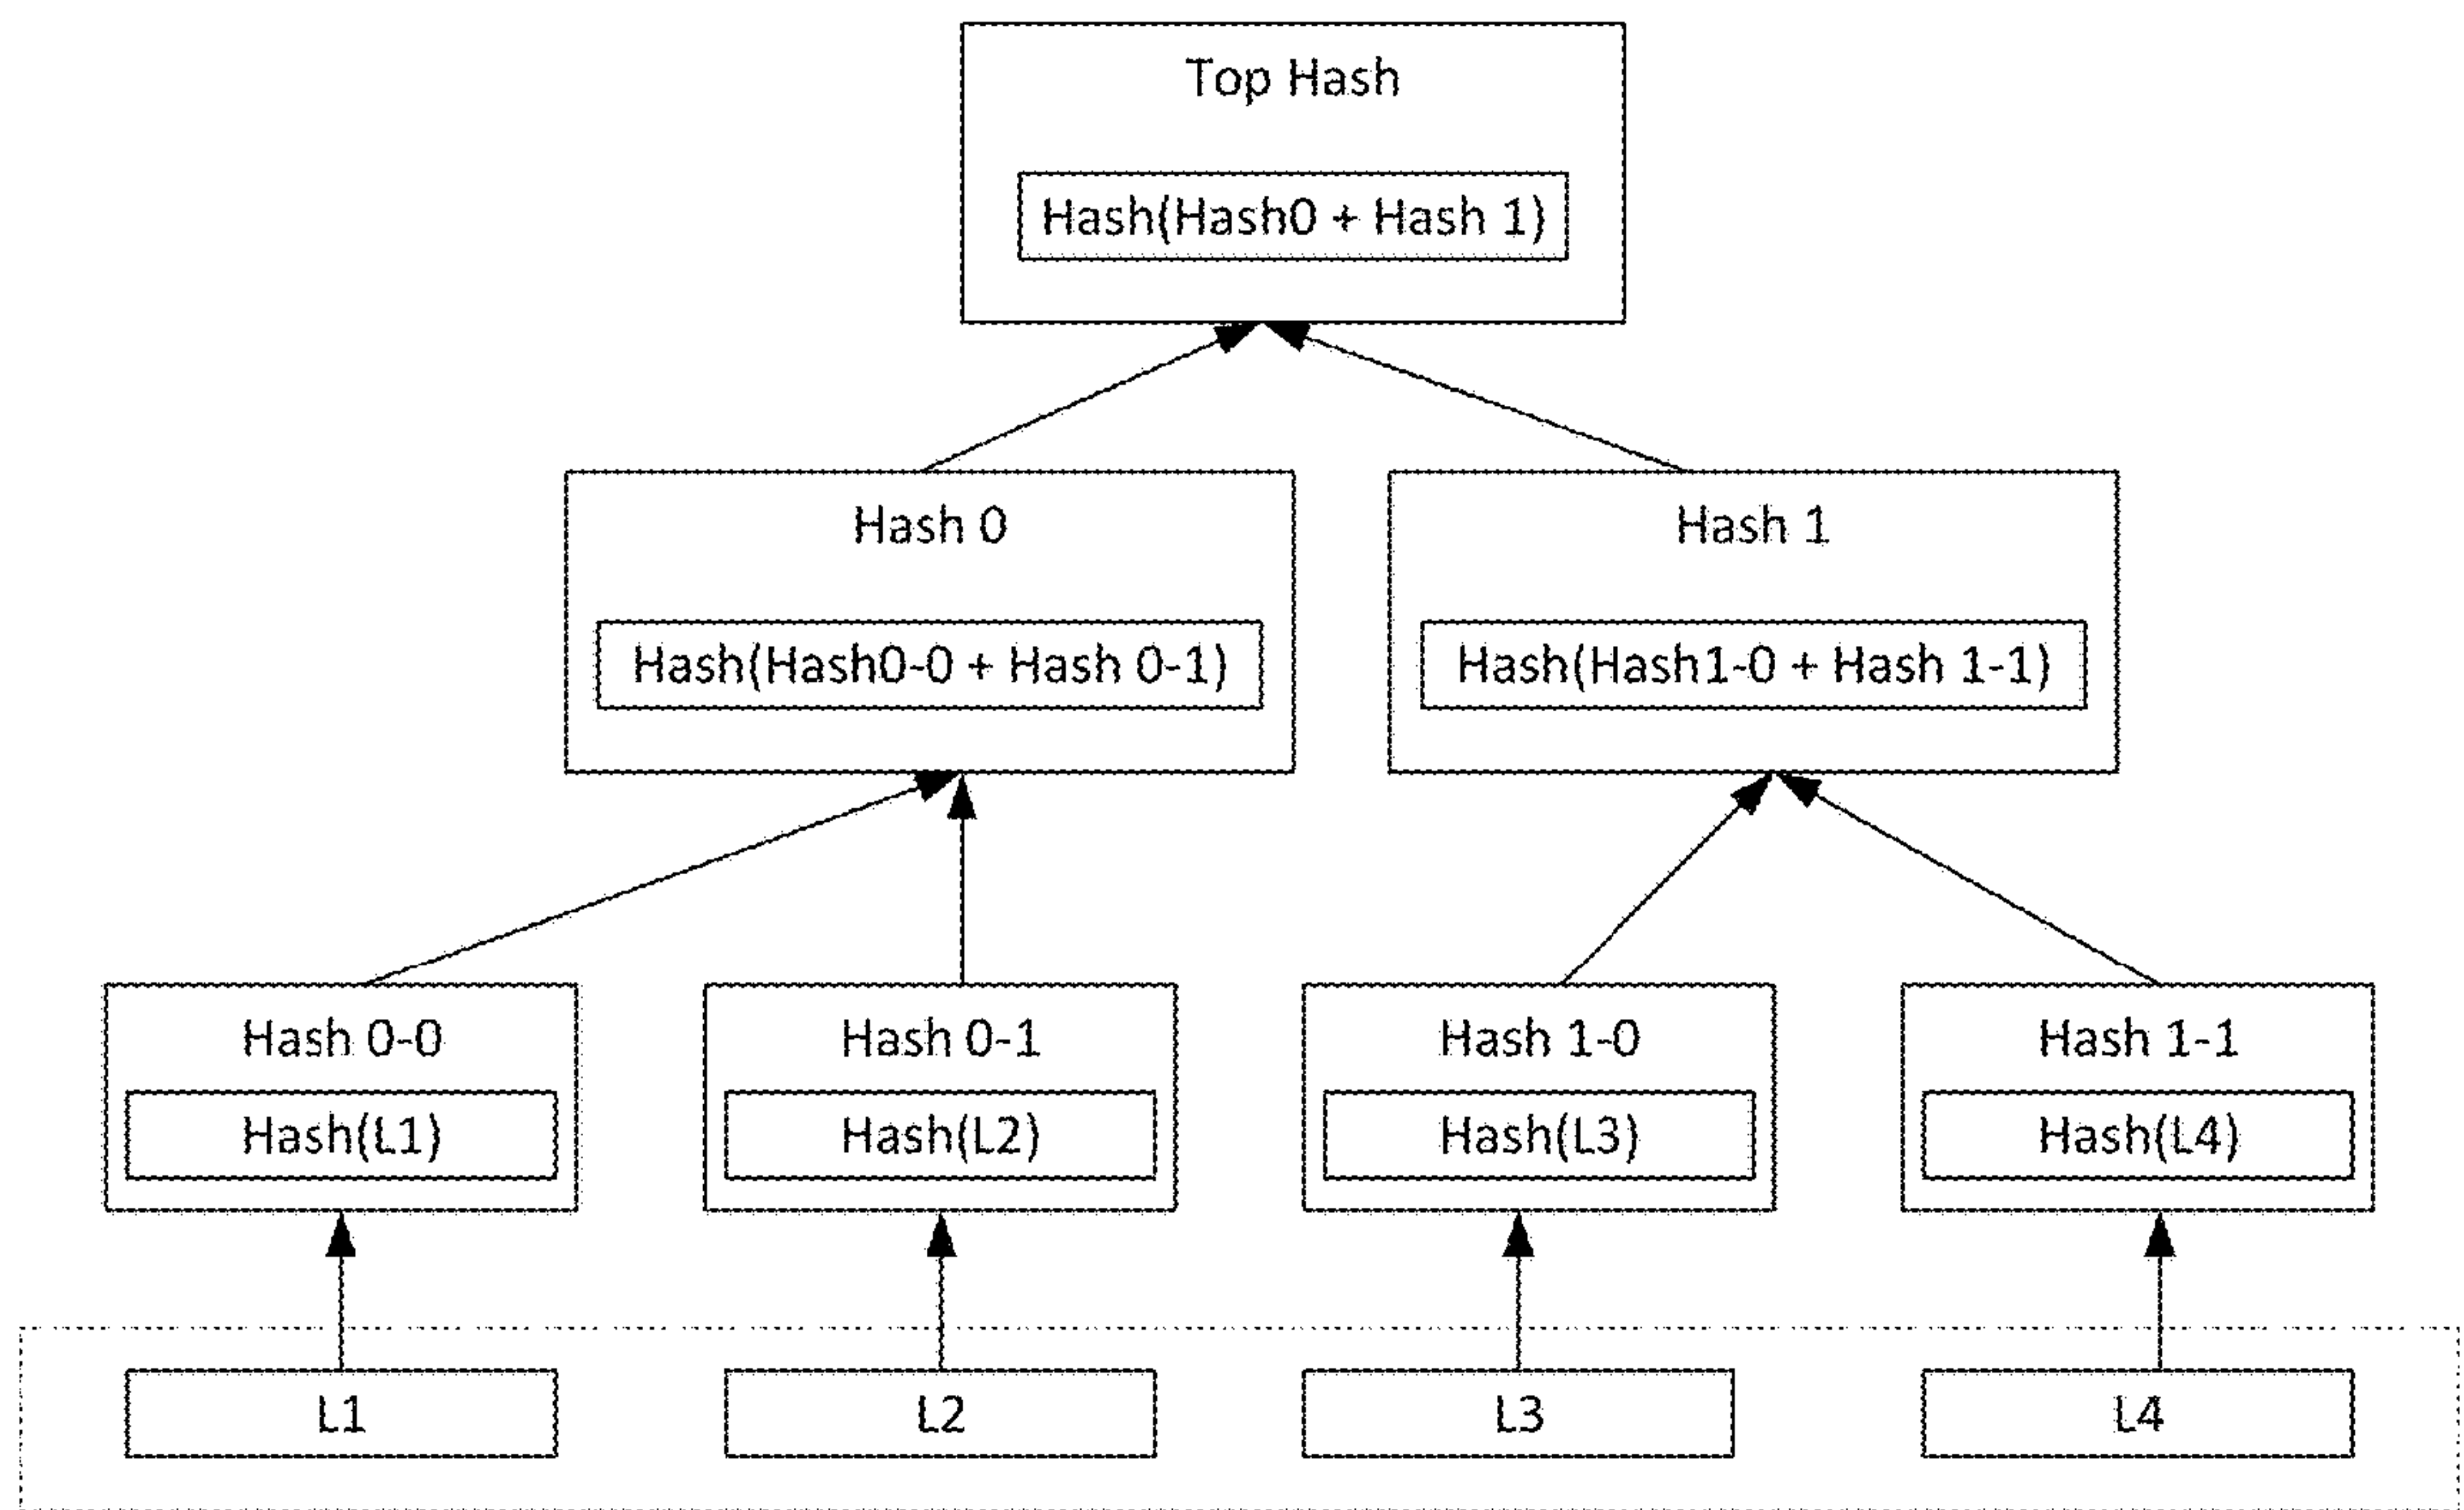 Top Hash
Hash(Hash0 + Hash 1)
Hash 0
Hash 1
Hash(Hash0-0 + Hash 0-1)
Hash(Hash1-0 + Hash 1-1)
Hash 0-0
Hash 0-1
Hash 1-0
Hash 1-1
Hash(L1)
Hash(L2)
Hash(L3)
Hash(L4)
L1
L2
L3
L4